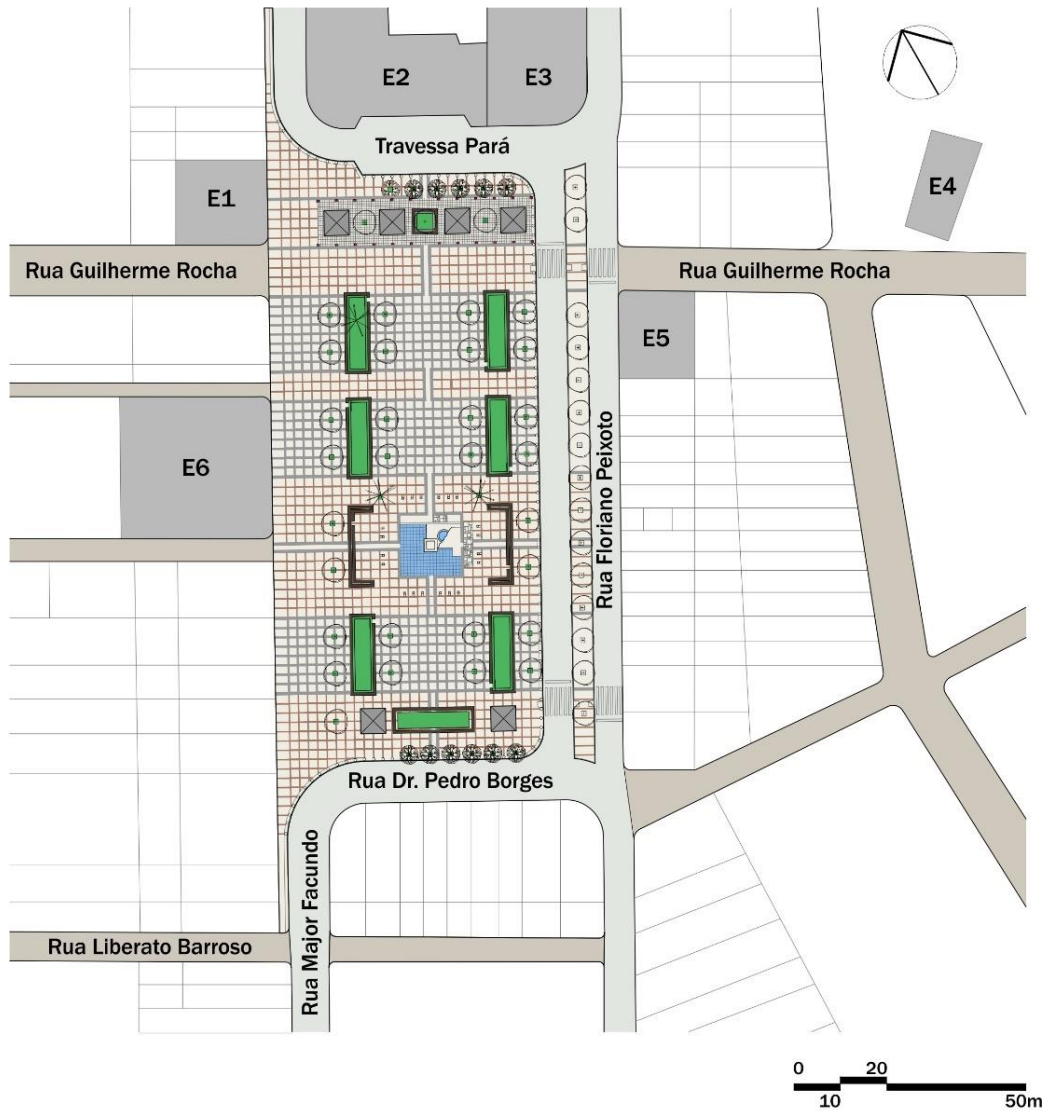 E2
E3
Travessa Pará
E1
E4
Rua Guilherme Rocha
Rua Guilherme Rocha
E5
E6
Rua Floriano Peixoto
Rua Dr. Pedro Borges
Rua Major Facundo
Rua Liberato Barroso
0 20
10 50m